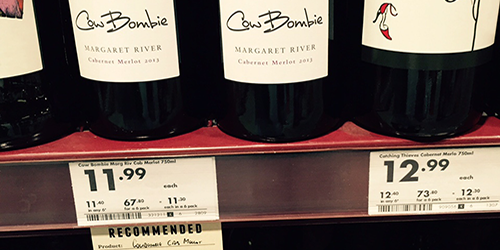 Cow Bombie
MARGARET RIVER
Cabernet Merlot 2013
Cow Bombie
MARGARET RIVER
Cabernet Merlot 2013
Cow Bombie Marg Riv Cab Merlot 750ml
11.99 each
11.40 67.80 11.30
in any 6 for a 6 pack each in a 6 pack
RECOMMENDED
Product:
Catching Thieves Cabernet Merlo. 750ml
12.99 each
12.40 73.80 12.30
in any 6 for a 6 pack each in a 6 pack